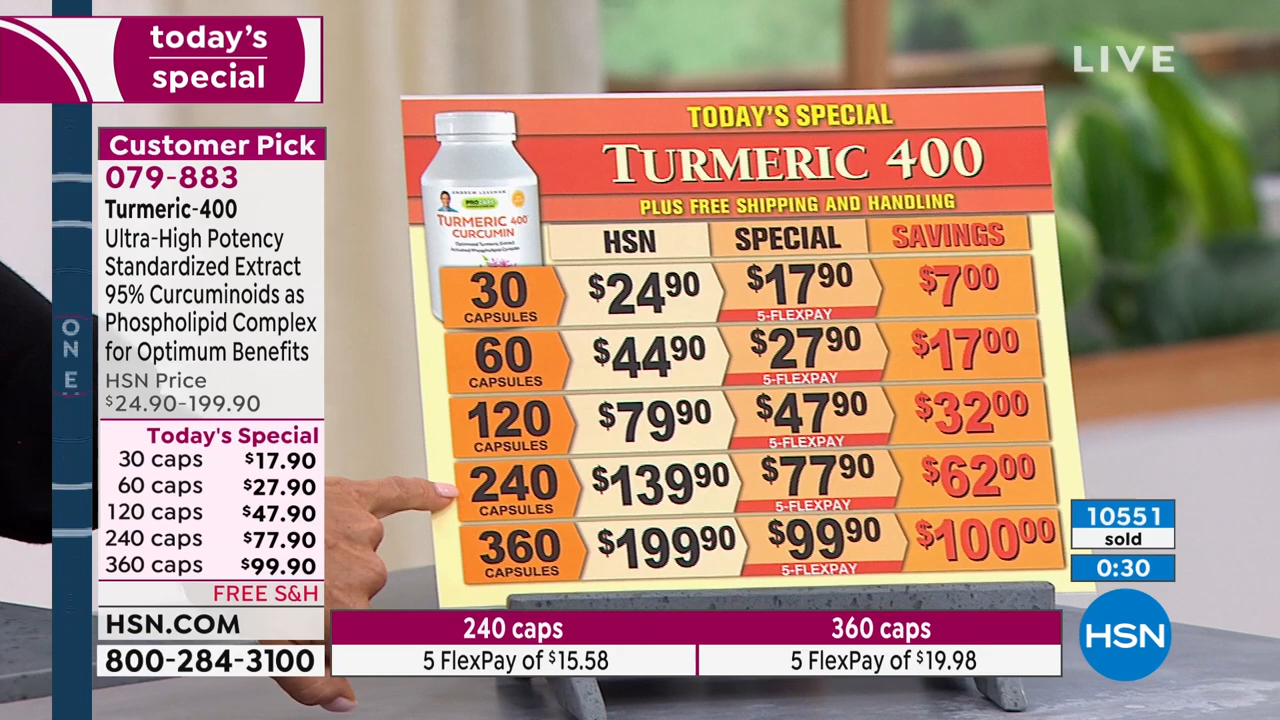 today's
special
Customer Pick
079-883
Turmeric-400
Ultra-High Potency
Standardized Extract
95% Curcuminoids as
Phospholipid Complex
for Optimum Benefits
HSN Price
$24.90-199.90
Today's Special
30 caps $17.90
60 caps $27.90
120 caps $47.90
240 caps $77.90
360 caps $99.90
FREE S&H
HSN.COM
800-284-3100
ONE
LIVE
TODAY'S SPECIAL
TURMERIC 400
PLUS FREE SHIPPING AND HANDLING
ANDREW LESSMAN
PROCAPS
TURMERIC 400
CURCUMIN
HSN SPECIAL SAVINGS
30 CAPSULES $24.90 $17.90 5-FLEXPAY $7.00
60 CAPSULES $44.90 $27.90 5-FLEXPAY $17.00
120 CAPSULES $79.90 $47.90 5-FLEXPAY $32.00
240 CAPSULES $139.90 $77.90 5-FLEXPAY $62.00
360 CAPSULES $199.90 $99.90 5-FLEXPAY $100.00
10551
sold
0:30
HSN
240 caps 360 caps
5 FlexPay of $15.58 5 FlexPay of $19.98